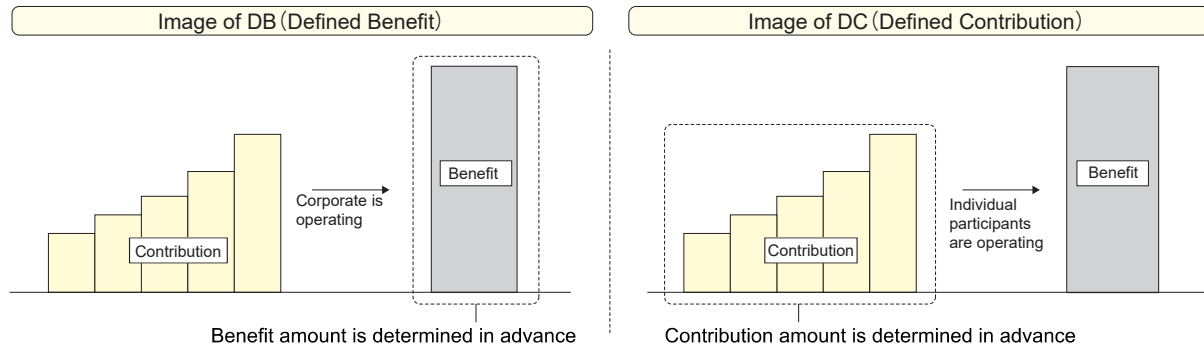 Image of DB（Defined Benefit）
Contribution
Corporate is
operating
Benefit
Benefit amount is determined in advance
Image of DC（Defined Contribution）
Contribution
Individual
participants
are operating
Benefit
Contribution amount is determined in advance